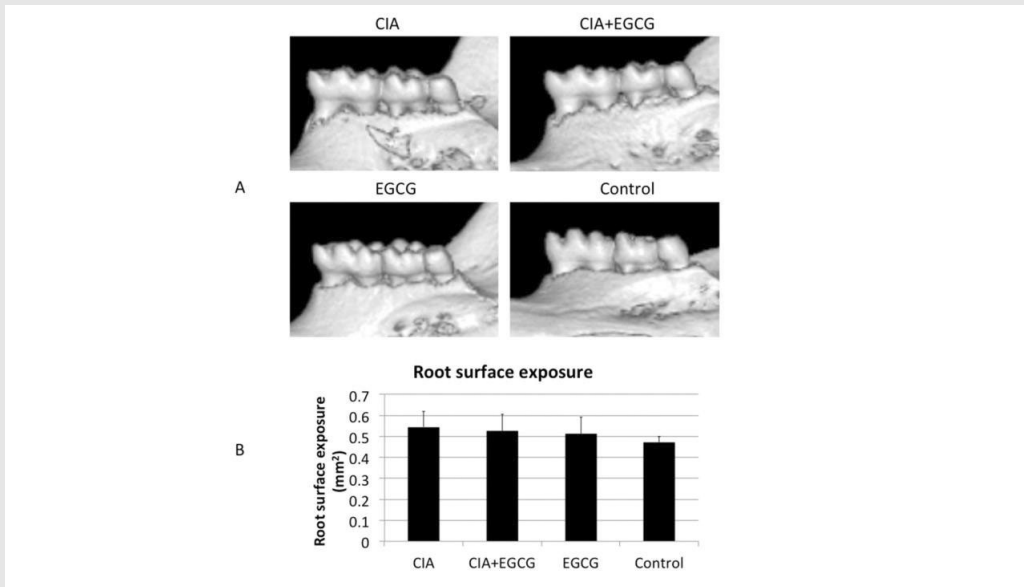 CIA
CIA+EGCG
A
EGCG
Control
Root surface exposure
Root surface exposure
(mm²)
0.7
0.6
0.5
0.4
0.3
0.2
0.1
0
B
CIA
CIA+EGCG
EGCG
Control